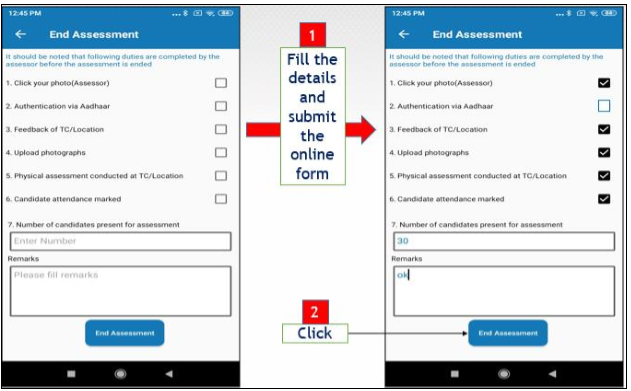 12:45 PM
End Assessment
It should be noted that following duties are completed by the
assessor before the assessment is ended
1. Click your photo(Assessor)
2. Authentication via Aadhaar
3. Feedback of TC/Location
4. Upload photographs
5. Physical assessment conducted at TC/Location
6. Candidate attendance marked
7. Number of candidates present for assessment
Enter Number
Remarks
Please fill remarks
End Assessment
1
Fill the
details
and
submit
the
online
form
2
Click
12:45 PM
End Assessment
It should be noted that following duties are completed by the
assessor before the assessment is ended
1. Click your photo(Assessor)
2. Authentication via Aadhaar
3. Feedback of TC/Location
4. Upload photographs
5. Physical assessment conducted at TC/Location
6. Candidate attendance marked
7. Number of candidates present for assessment
30
Remarks
ok
End Assessment